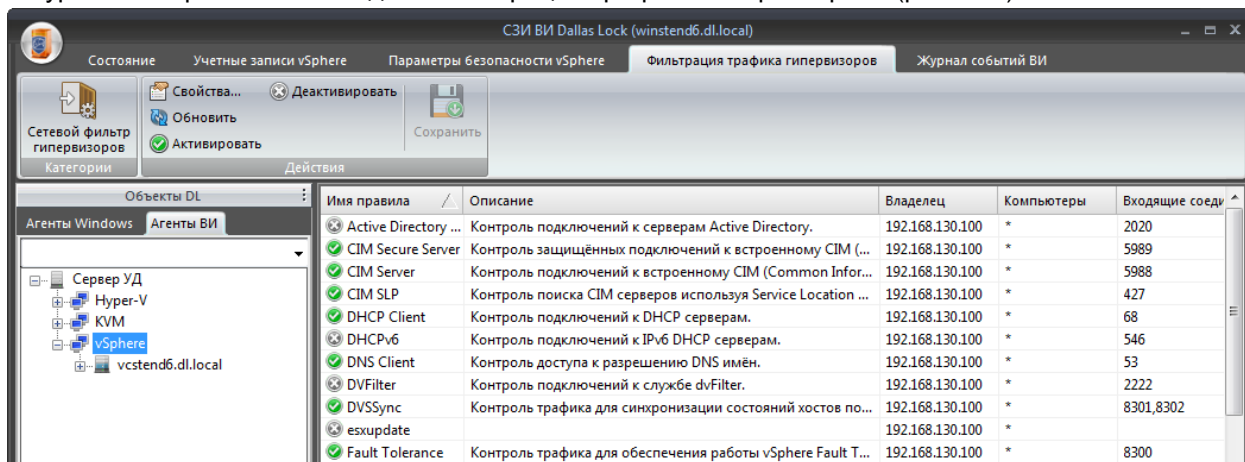 СЗИ ВИ Dallas Lock (winstend6.dl.local)
Состояние Учетные записи vSphere Параметры безопасности vSphere Фильтрация трафика гипервизоров Журнал событий ВИ
Свойства... Деактивировать
Обновить
Активировать
Сетевой фильтр гипервизоров
Сохранить
Категории Действия
Объекты DL
Агенты Windows Агенты ВИ
Сервер УД
Hyper-V
KVM
vSphere
vcstend6.dl.local
Имя правила Описание Владелец Компьютеры Входящие соеди
Active Directory ... Контроль подключений к серверам Active Directory. 192.168.130.100 * 2020
CIM Secure Server Контроль защищённых подключений к встроенному CIM (... 192.168.130.100 * 5989
CIM Server Контроль подключений к встроенному CIM (Common Infor... 192.168.130.100 * 5988
CIM SLP Контроль поиска CIM серверов используя Service Location ... 192.168.130.100 * 427
DHCP Client Контроль подключений к DHCP серверам. 192.168.130.100 * 68
DHCPv6 Контроль подключений к IPv6 DHCP серверам. 192.168.130.100 * 546
DNS Client Контроль доступа к разрешению DNS имён. 192.168.130.100 * 53
DVFilter Контроль подключений к службе dvFilter. 192.168.130.100 * 2222
DVSSync Контроль трафика для синхронизации состояний хостов по... 192.168.130.100 * 8301,8302
esxupdate 192.168.130.100 *
Fault Tolerance Контроль трафика для обеспечения работы vSphere Fault T... 192.168.130.100 * 8300